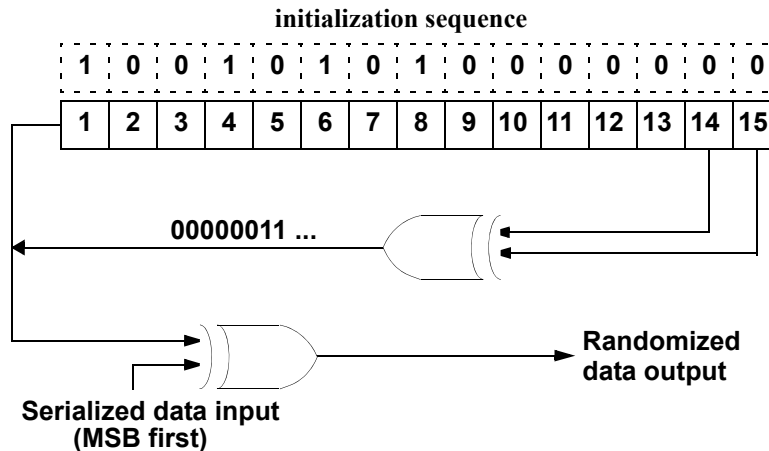 initialization sequence
1 0 0 1 0 1 0 1 0 0 0 0 0 0 0
1 2 3 4 5 6 7 8 9 10 11 12 13 14 15
00000011 ...
Randomized
data output
Serialized data input
(MSB first)